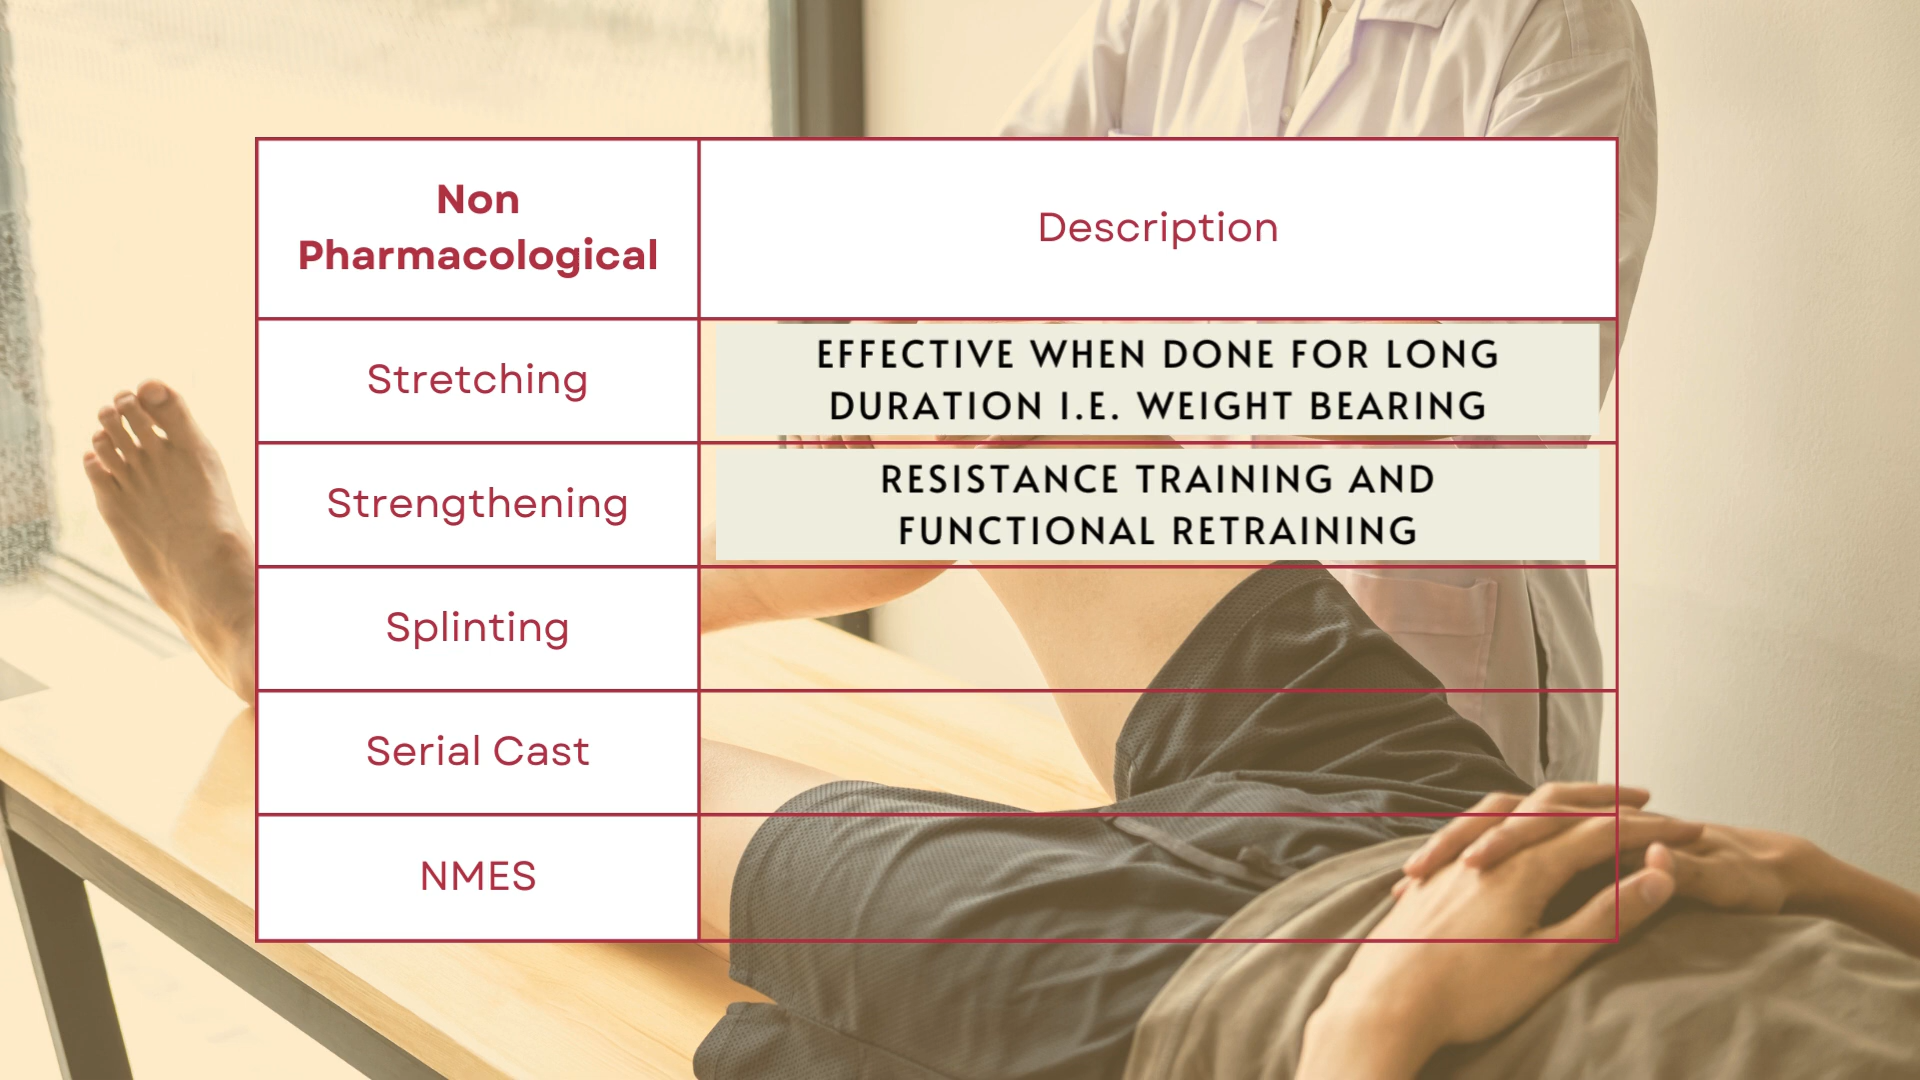 Non
Pharmacological
Description
Stretching
EFFECTIVE WHEN DONE FOR LONG
DURATION I.E. WEIGHT BEARING
Strengthening
RESISTANCE TRAINING AND
FUNCTIONAL RETRAINING
Splinting
Serial Cast
NMES